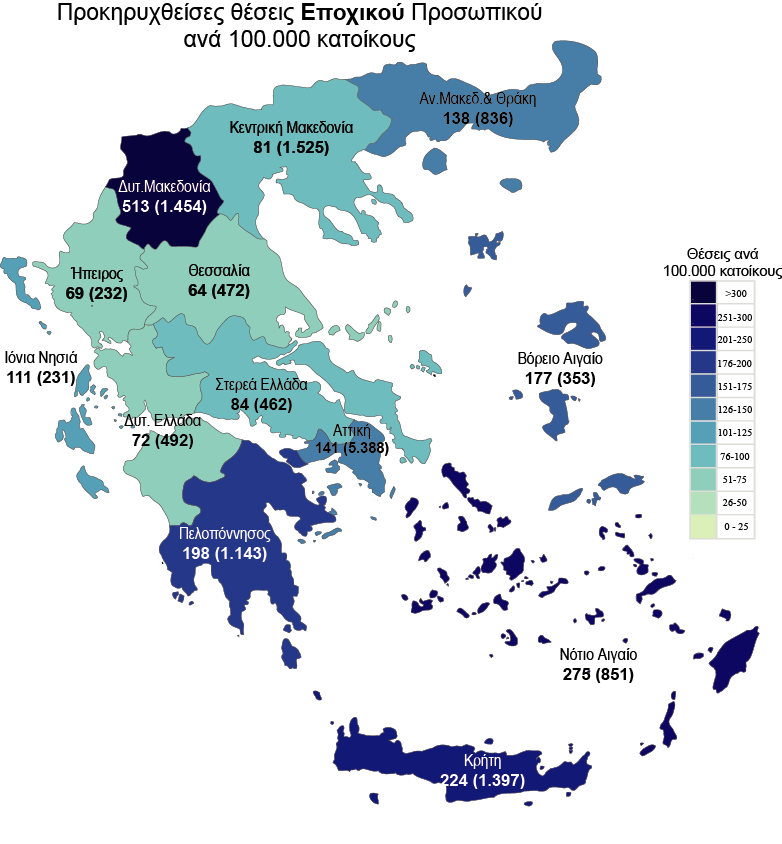 Προκηρυχθείσες θέσεις Εποχικού Προσωπικού
ανά 100.000 κατοίκους
Αν.Μακεδ.& Θράκη
138 (836)
Κεντρική Μακεδονία
81 (1.525)
Δυτ.Μακεδονία
513 (1.454)
Ήπειρος
69 (232)
Θεσσαλία
64 (472)
Ιόνια Νησιά
111 (231)
Στερεά Ελλάδα
84 (462)
Δυτ. Ελλάδα
72 (492)
Αττική
141 (5.388)
Βόρειο Αιγαίο
177 (353)
Πελοπόννησος
198 (1.143)
Νότιο Αιγαίο
275 (851)
Κρήτη
224 (1.397)
Θέσεις ανά
100.000 κατοίκους
>300
251-300
201-250
176-200
151-175
126-150
101-125
76-100
51-75
26-50
0 - 25